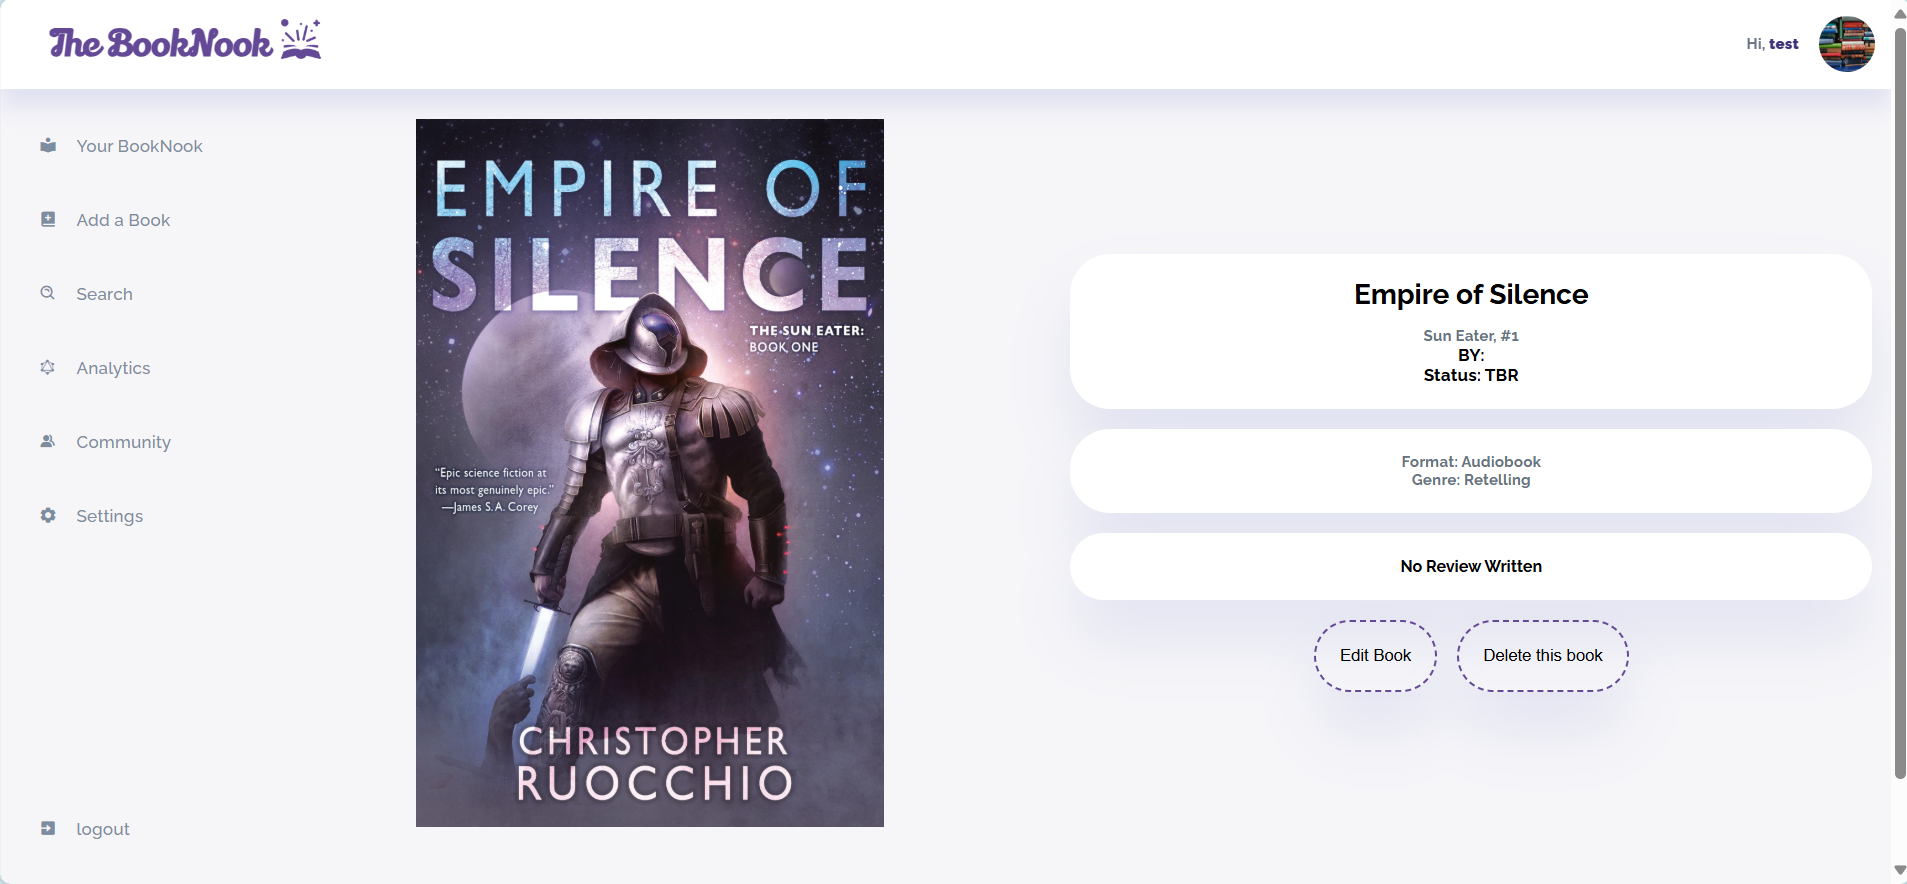 The BookNook
Hi, test
Your BookNook
Add a Book
Search
Analytics
Community
Settings
logout
EMPIRE OF
SILENCE
THE SUN EATER:
BOOK ONE
“Epic science fiction at
its most genuinely epic.”
—James S. A. Corey
CHRISTOPHER
RUOCCHIO
Empire of Silence
Sun Eater, #1
BY:
Status: TBR
Format: Audiobook
Genre: Retelling
No Review Written
Edit Book
Delete this book